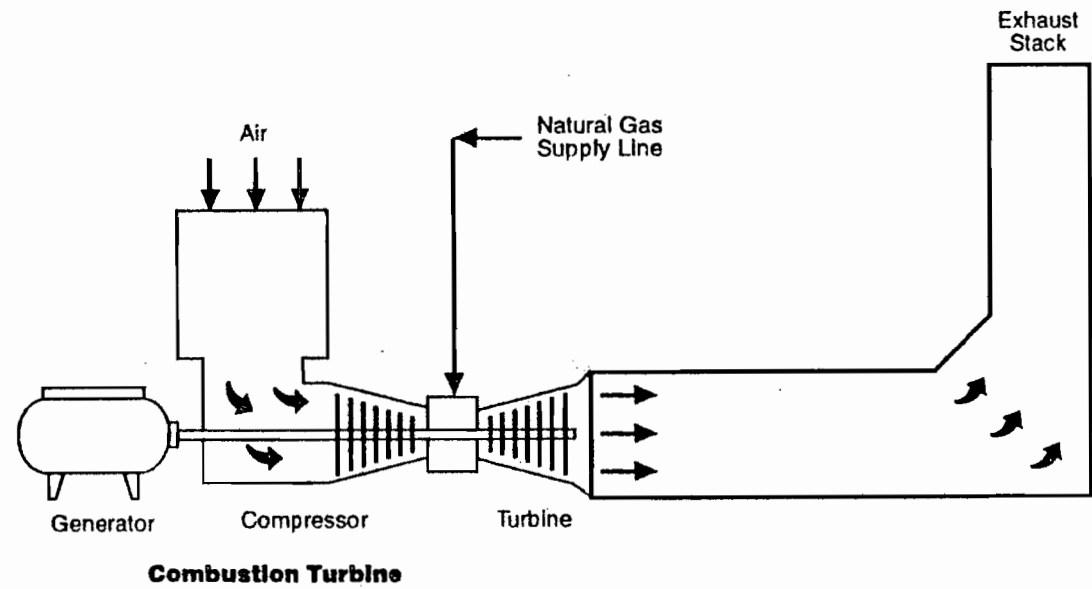 Exhaust
Stack
Air
Natural Gas
Supply Line
Generator
Compressor
Turbine
Combustion Turbine